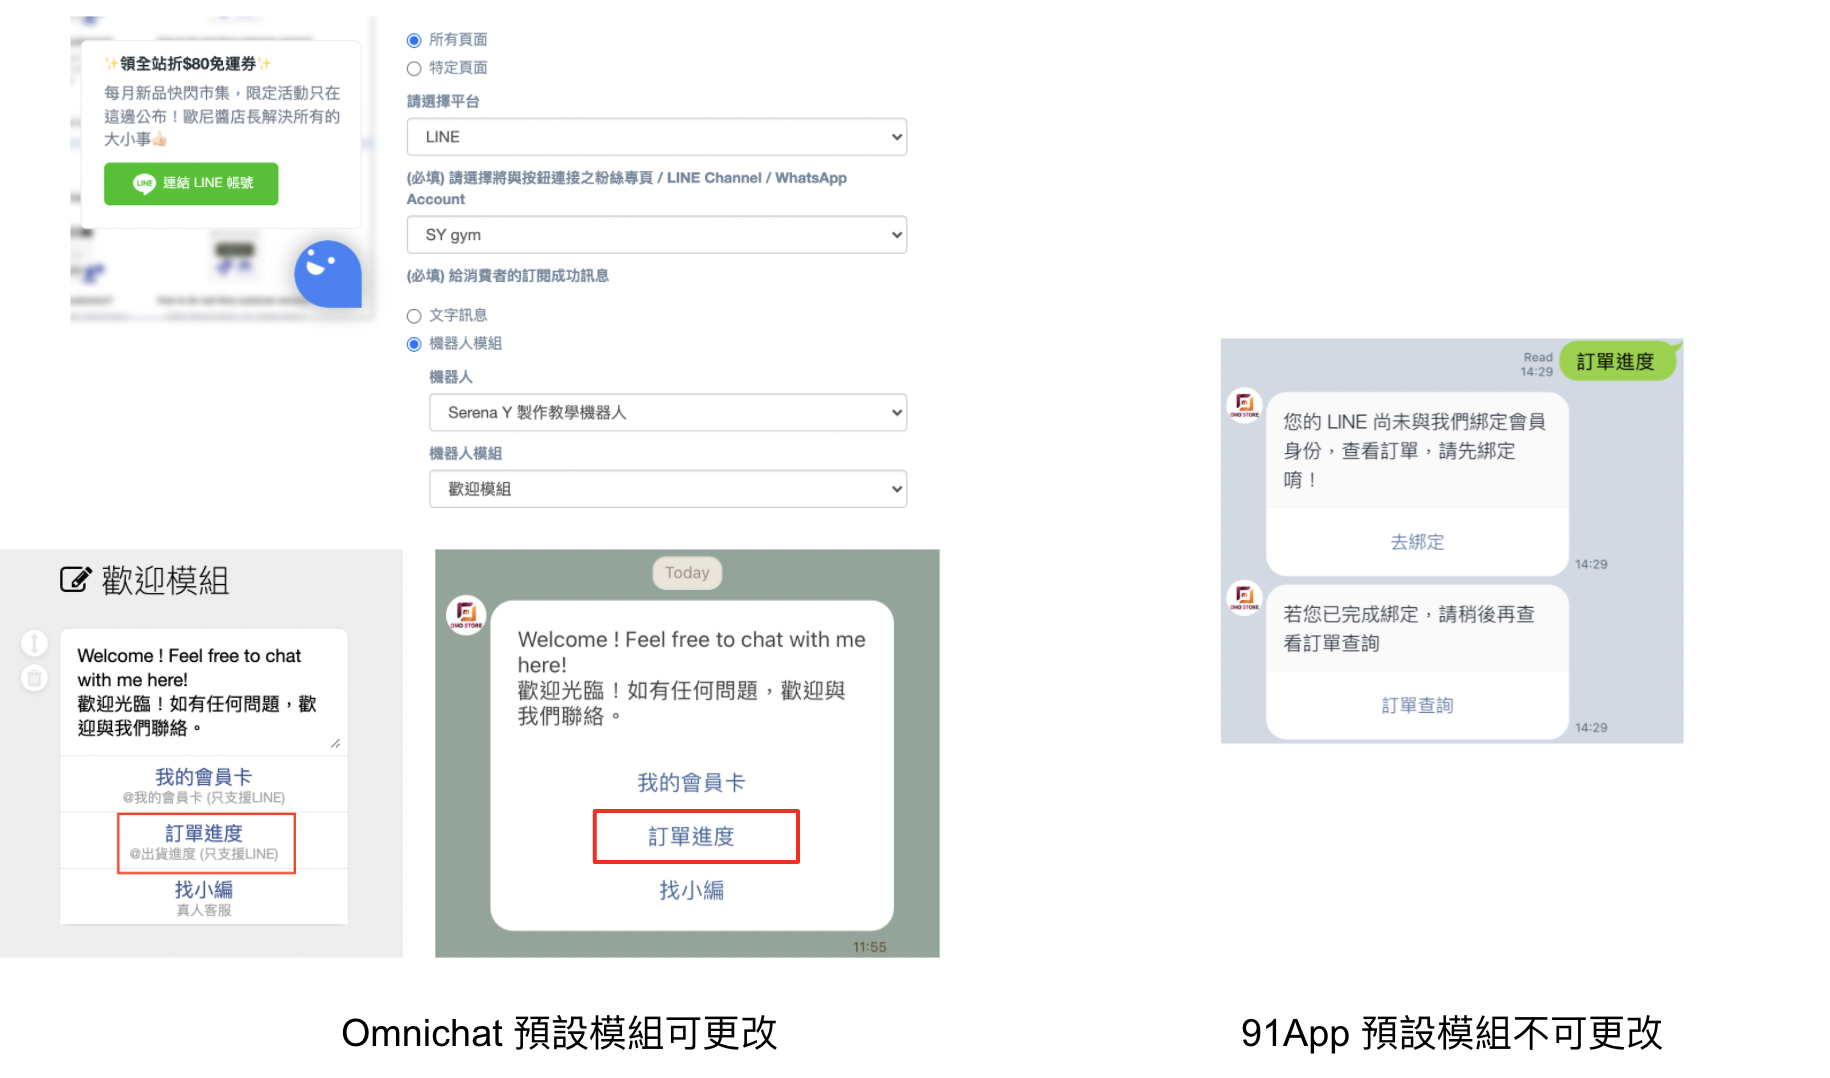 ✨領全站折$80免運券✨
每月新品快閃市集，限定活動只在
這邊公布！歐尼醬店長解決所有的
大小事👍🏻
LINE 連結 LINE 帳號
所有頁面
特定頁面
請選擇平台
LINE
(必填) 請選擇將與按鈕連接之粉絲專頁 / LINE Channel / WhatsApp
Account
SY gym
(必填) 給消費者的訂閱成功訊息
文字訊息
機器人模組
機器人
Serena Y 製作教學機器人
機器人模組
歡迎模組
歡迎模組
Welcome ! Feel free to chat
with me here!
歡迎光臨！如有任何問題，歡
迎與我們聯絡。
我的會員卡
@我的會員卡 (只支援LINE)
訂單進度
@出貨進度 (只支援LINE)
找小編
真人客服
Today
OMO STORE
Welcome ! Feel free to chat with me
here!
歡迎光臨！如有任何問題，歡迎與
我們聯絡。
我的會員卡
訂單進度
找小編
11:55
Omnichat 預設模組可更改
Read
14:29
訂單進度
OMO STORE
您的 LINE 尚未與我們綁定會員
身份，查看訂單，請先綁定
唷！
去綁定
14:29
OMO STORE
若您已完成綁定，請稍後再查
看訂單查詢
訂單查詢
14:29
91App 預設模組不可更改